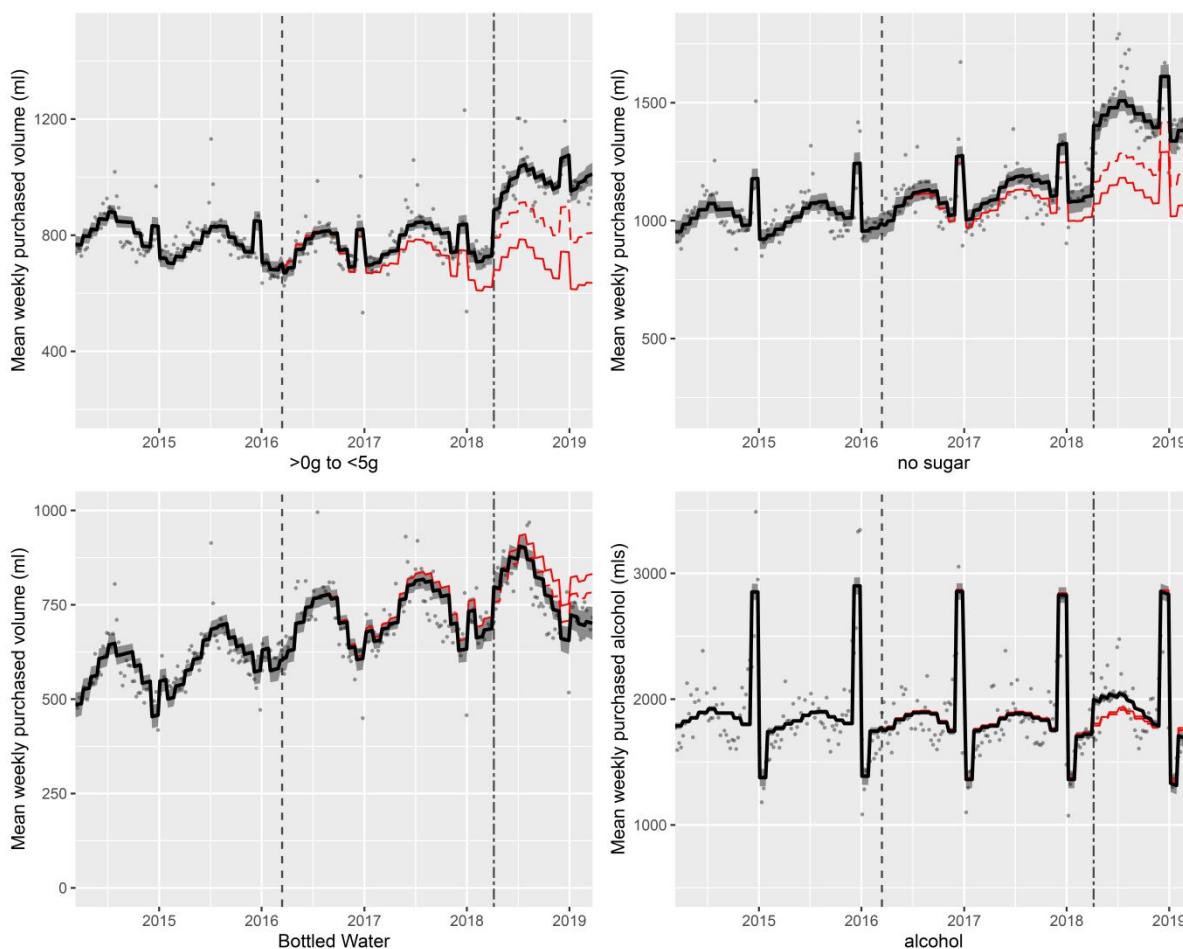 Mean weekly purchased volume (ml)
1200
800
400
2015 2016 2017 2018 2019
>0g to <5g
Mean weekly purchased volume (ml)
1500
1000
500
2015 2016 2017 2018 2019
no sugar
Mean weekly purchased volume (ml)
1000
750
500
250
0
2015 2016 2017 2018 2019
Bottled Water
Mean weekly purchased alcohol (mls)
3000
2000
1000
2015 2016 2017 2018 2019
alcohol